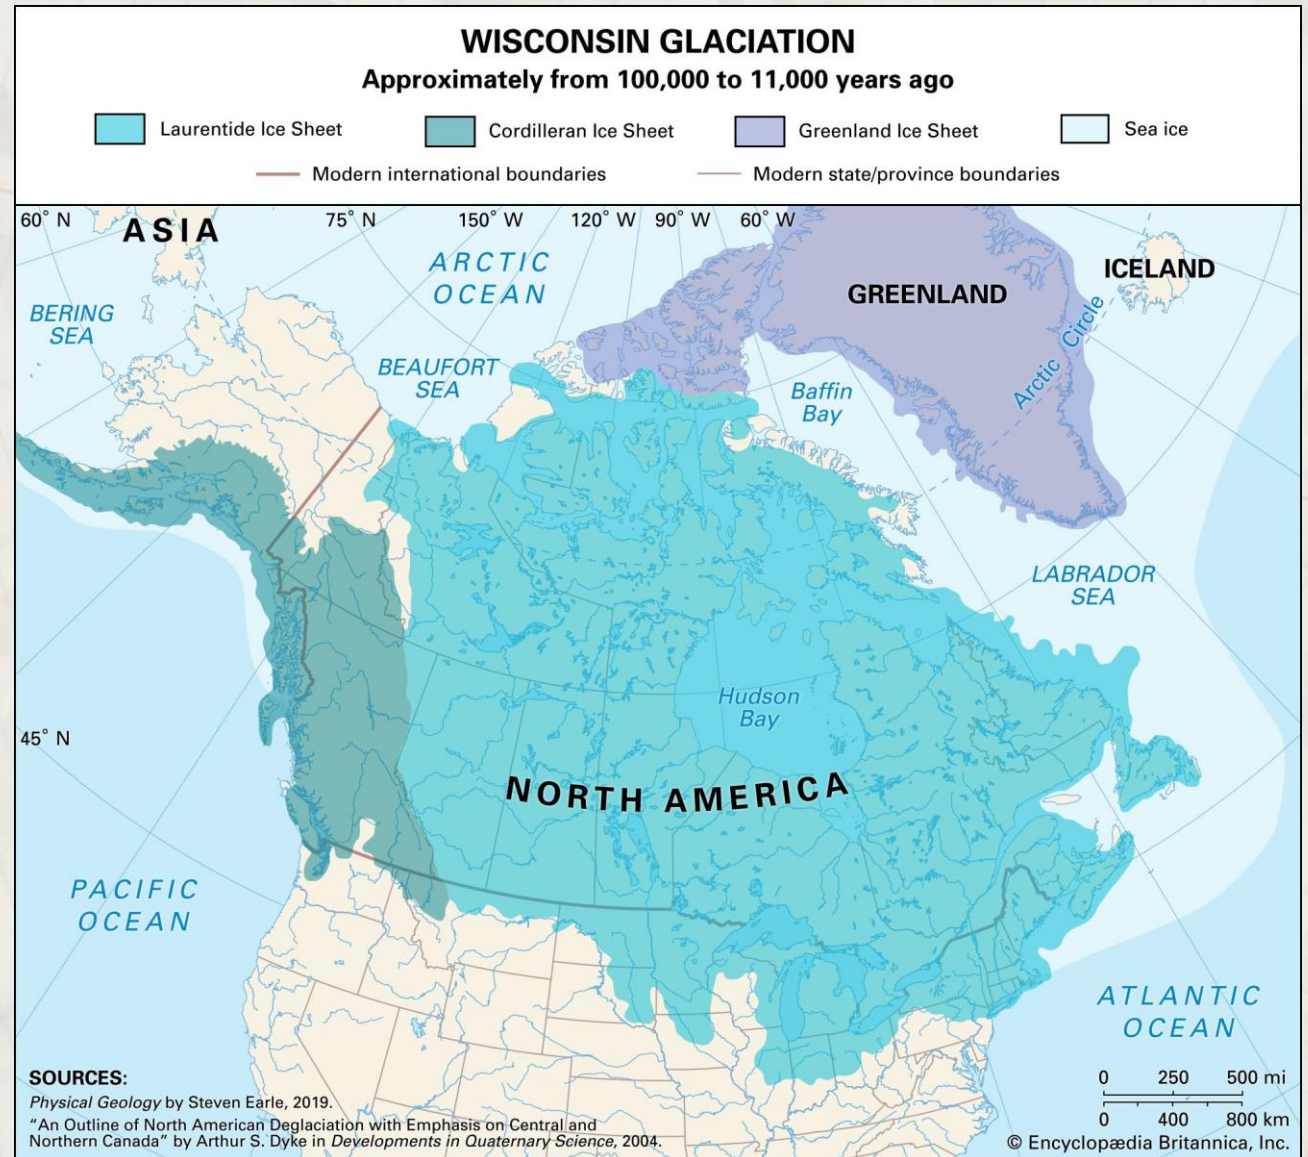 WISCONSIN GLACIATION
Approximately from 100,000 to 11,000 years ago
Laurentide Ice Sheet
Cordilleran Ice Sheet
Greenland Ice Sheet
Sea ice
Modern international boundaries
Modern state/province boundaries
60° N
ASIA
75° N
150° W
120° W
90° W
60° W
ARCTIC
OCEAN
ICELAND
GREENLAND
BERING
SEA
Arctic Circle
BEAUFORT
SEA
Baffin
Bay
LABRADOR
SEA
Hudson
Bay
45° N
NORTH AMERICA
PACIFIC
OCEAN
ATLANTIC
OCEAN
SOURCES:
Physical Geology by Steven Earle, 2019.
“An Outline of North American Deglaciation with Emphasis on Central and
Northern Canada” by Arthur S. Dyke in Developments in Quaternary Science, 2004.
0 250 500 mi
0 400 800 km
© Encyclopædia Britannica, Inc.